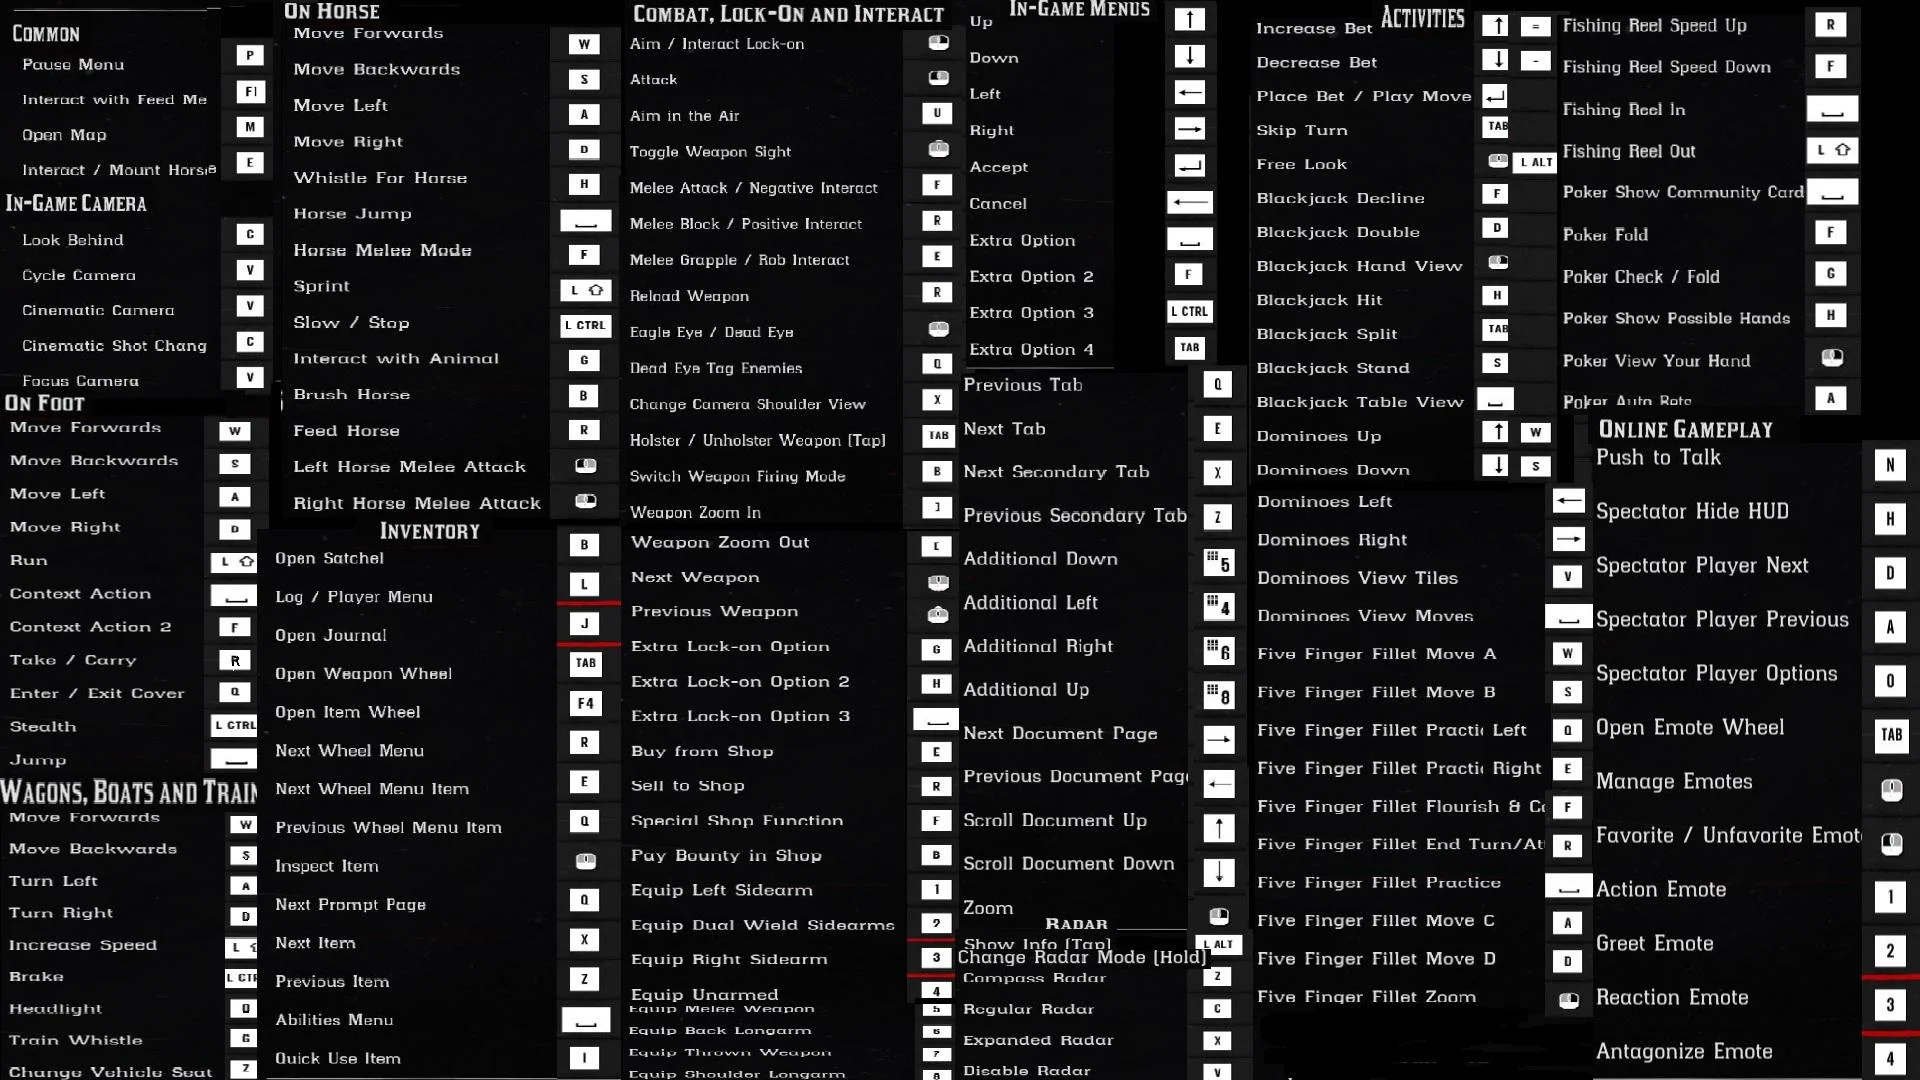 COMMON
Pause Menu P
Interact with Feed Me F1
Open Map M
Interact / Mount Horse E
IN-GAME CAMERA
Look Behind C
Cycle Camera V
Cinematic Camera V
Cinematic Shot Chang C
Focus Camera V
ON FOOT
Move Forwards W
Move Backwards S
Move Left A
Move Right D
Run L ⇧
Context Action
Context Action 2 F
Take / Carry R
Enter / Exit Cover Q
Stealth L CTRL
Jump
WAGONS, BOATS AND TRAIN
Move Forwards W
Move Backwards S
Turn Left A
Turn Right D
Increase Speed L
Brake L CTR
Headlight
Train Whistle G
Change Vehicle Seat Z
ON HORSE
Move Forwards W
Move Backwards S
Move Left A
Move Right D
Whistle For Horse H
Horse Jump
Horse Melee Mode F
Sprint L ⇧
Slow / Stop L CTRL
Interact with Animal G
Brush Horse B
Feed Horse R
Left Horse Melee Attack
Right Horse Melee Attack
INVENTORY
Open Satchel B
Log / Player Menu L
Open Journal J
Open Weapon Wheel TAB
Open Item Wheel F4
Next Wheel Menu R
Next Wheel Menu Item E
Previous Wheel Menu Item Q
Inspect Item
Next Prompt Page Q
Next Item X
Previous Item Z
Abilities Menu
Quick Use Item I
COMBAT, LOCK-ON AND INTERACT
Aim / Interact Lock-on
Attack
Aim in the Air U
Toggle Weapon Sight
Melee Attack / Negative Interact F
Melee Block / Positive Interact R
Melee Grapple / Rob Interact E
Reload Weapon R
Eagle Eye / Dead Eye
Dead Eye Tag Enemies Q
Change Camera Shoulder View X
Holster / Unholster Weapon [Tap] TAB
Switch Weapon Firing Mode B
Weapon Zoom In ]
Weapon Zoom Out [
Next Weapon
Previous Weapon
Extra Lock-on Option G
Extra Lock-on Option 2 H
Extra Lock-on Option 3
Buy from Shop E
Sell to Shop R
Special Shop Function F
Pay Bounty in Shop B
Equip Left Sidearm 1
Equip Dual Wield Sidearms 2
Equip Right Sidearm 3
Equip Unarmed 4
Equip Melee Weapon 5
Equip Back Longarm 6
Equip Thrown Weapon 7
Equip Shoulder Longarm 8
IN-GAME MENUS
Up ↑
Down ↓
Left ←
Right →
Accept ↵
Cancel ←
Extra Option
Extra Option 2 F
Extra Option 3 L CTRL
Extra Option 4 TAB
Previous Tab Q
Next Tab E
Next Secondary Tab X
Previous Secondary Tab Z
Additional Down 5
Additional Left 4
Additional Right 6
Additional Up 8
Next Document Page →
Previous Document Page ←
Scroll Document Up ↑
Scroll Document Down ↓
Zoom
RADAR
Show Info [Tap] L ALT
Change Radar Mode [Hold]
Compass Radar Z
Regular Radar C
Expanded Radar X
Disable Radar V
ACTIVITIES
Increase Bet ↑ =
Decrease Bet ↓ -
Place Bet / Play Move ↵
Skip Turn TAB
Free Look L ALT
Blackjack Decline F
Blackjack Double D
Blackjack Hand View
Blackjack Hit H
Blackjack Split TAB
Blackjack Stand S
Blackjack Table View
Dominoes Up ↑ W
Dominoes Down ↓ S
Dominoes Left ←
Dominoes Right →
Dominoes View Tiles V
Dominoes View Moves
Five Finger Fillet Move A W
Five Finger Fillet Move B S
Five Finger Fillet Practic Left Q
Five Finger Fillet Practic Right E
Five Finger Fillet Flourish & Co F
Five Finger Fillet End Turn/Att R
Five Finger Fillet Practice
Five Finger Fillet Move C A
Five Finger Fillet Move D D
Five Finger Fillet Zoom
Fishing Reel Speed Up R
Fishing Reel Speed Down F
Fishing Reel In
Fishing Reel Out L ⇧
Poker Show Community Card
Poker Fold F
Poker Check / Fold G
Poker Show Possible Hands H
Poker View Your Hand
Poker Auto Bets A
ONLINE GAMEPLAY
Push to Talk N
Spectator Hide HUD H
Spectator Player Next D
Spectator Player Previous A
Spectator Player Options O
Open Emote Wheel TAB
Manage Emotes
Favorite / Unfavorite Emot
Action Emote 1
Greet Emote 2
Reaction Emote 3
Antagonize Emote 4